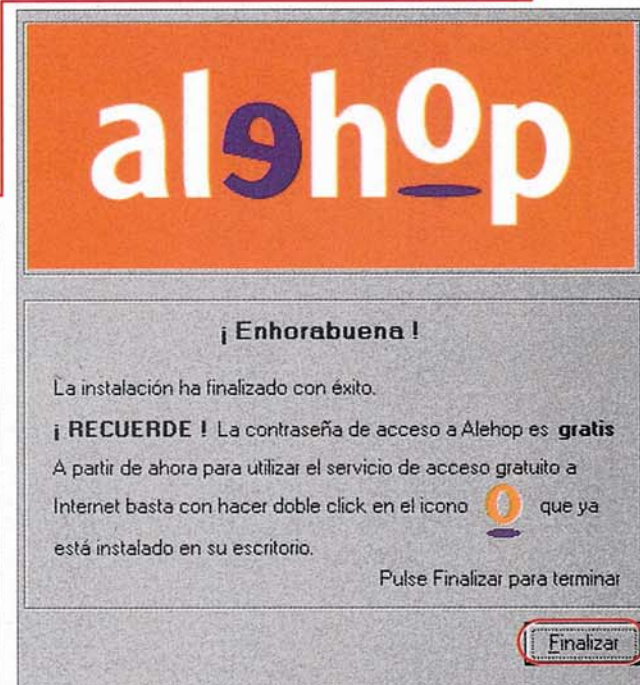 alehop
¡ Enhorabuena !
La instalación ha finalizado con éxito.
¡ RECUERDE ! La contraseña de acceso a Alehop es gratis
A partir de ahora para utilizar el servicio de acceso gratuito a
Internet basta con hacer doble click en el icono que ya
está instalado en su escritorio.
Pulse Finalizar para terminar
Finalizar